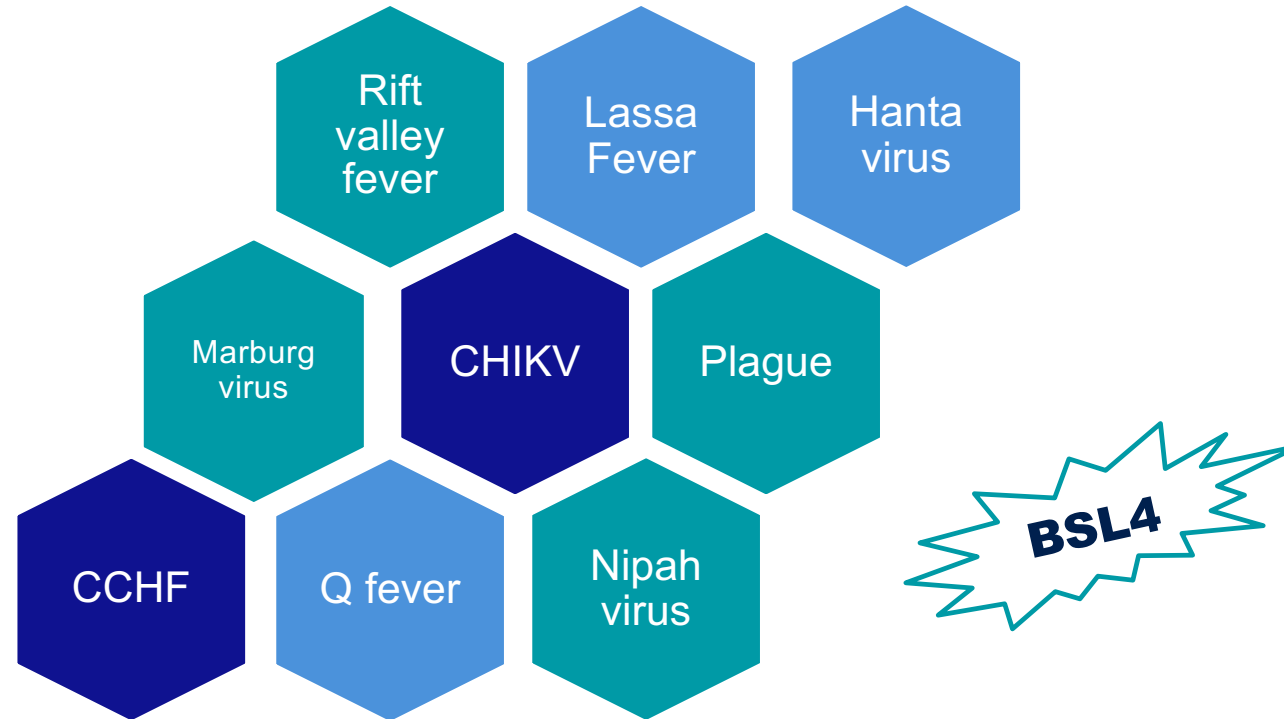 Rift
valley
fever
Lassa
Fever
Hanta
virus
Marburg
virus
CHIKV
Plague
CCHF
Q fever
Nipah
virus
BSL4